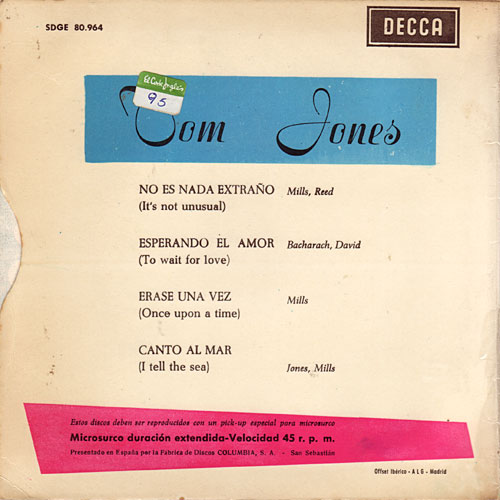 SDGE 80.964
DECCA
El Corte Inglés
95
Tom Jones
NO ES NADA EXTRAÑO Mills, Reed
(It's not unusual)
ESPERANDO EL AMOR Bacharach, David
(To wait for love)
ERASE UNA VEZ Mills
(Once upon a time)
CANTO AL MAR
(I tell the sea) Jones, Mills
Estos discos deben ser reproducidos con un pick-up especial para microsurco
Microsurco duración extendida-Velocidad 45 r. p. m.
Presentado en España por la Fabrica de Discos COLUMBIA, S. A. - San Sebastián
Offset Ibérico - A L G - Madrid